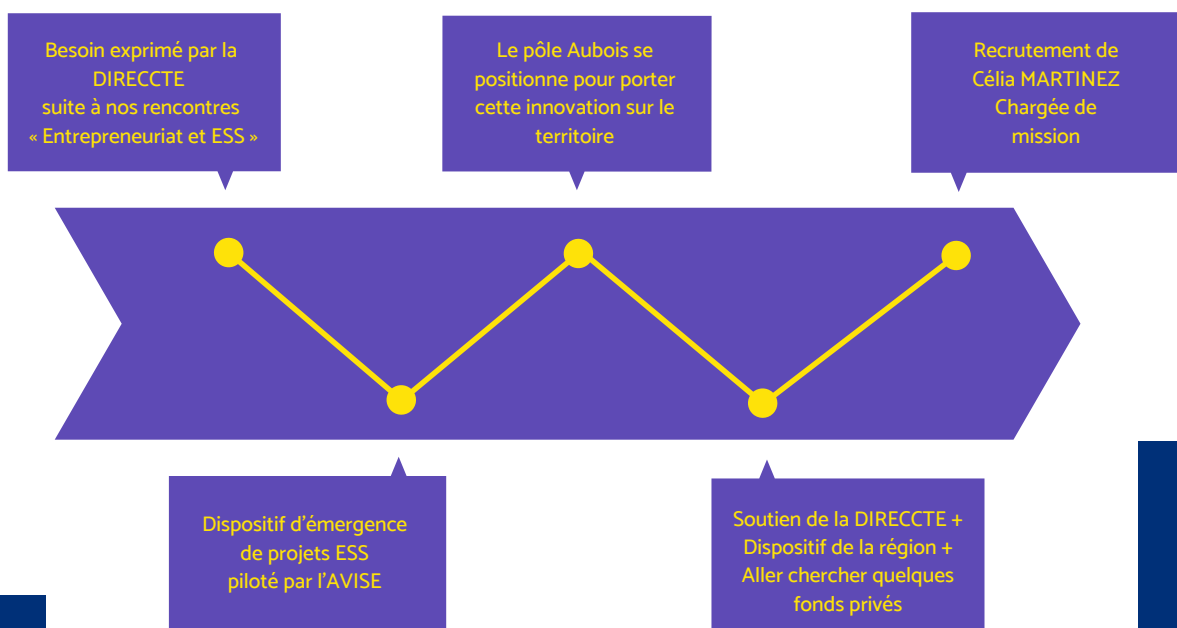 Besoin exprimé par la
DIRECCTE
suite à nos rencontres
« Entrepreneuriat et ESS »
Dispositif d'émergence
de projets ESS
piloté par l'AVISE
Le pôle Aubois se
positionne pour porter
cette innovation sur le
territoire
Soutien de la DIRECCTE +
Dispositif de la région +
Aller chercher quelques
fonds privés
Recrutement de
Célia MARTINEZ
Chargée de
mission